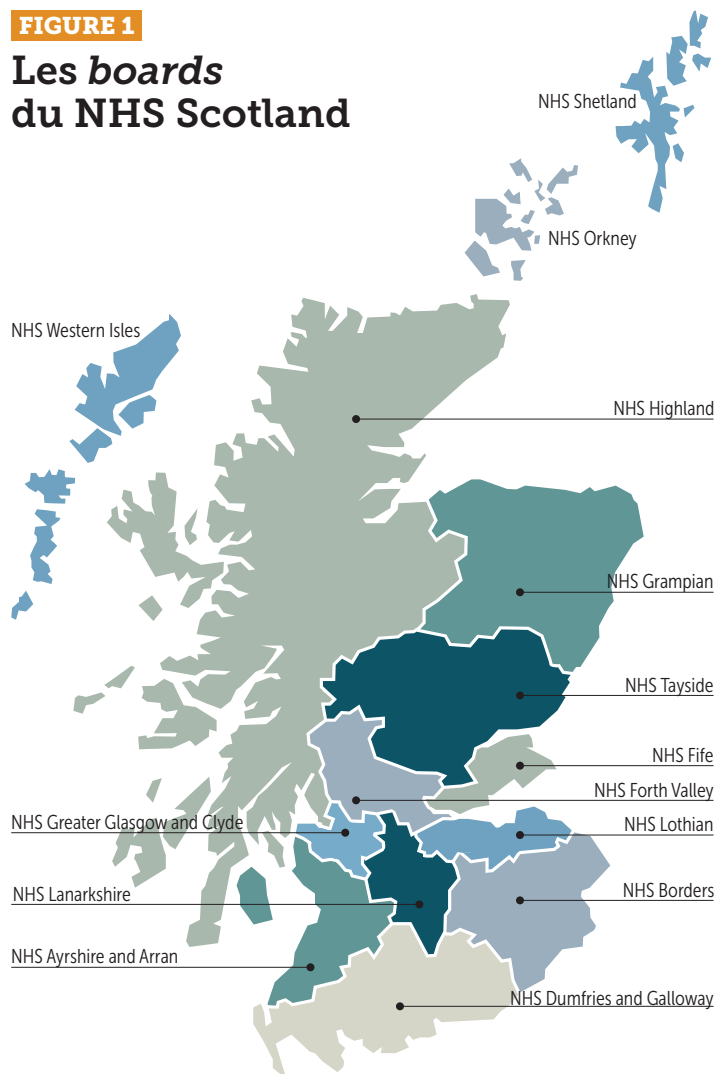 FIGURE 1
Les boards
du NHS Scotland
NHS Shetland
NHS Orkney
NHS Western Isles
NHS Highland
NHS Grampian
NHS Tayside
NHS Fife
NHS Forth Valley
NHS Greater Glasgow and Clyde
NHS Lothian
NHS Borders
NHS Lanarkshire
NHS Ayrshire and Arran
NHS Dumfries and Galloway